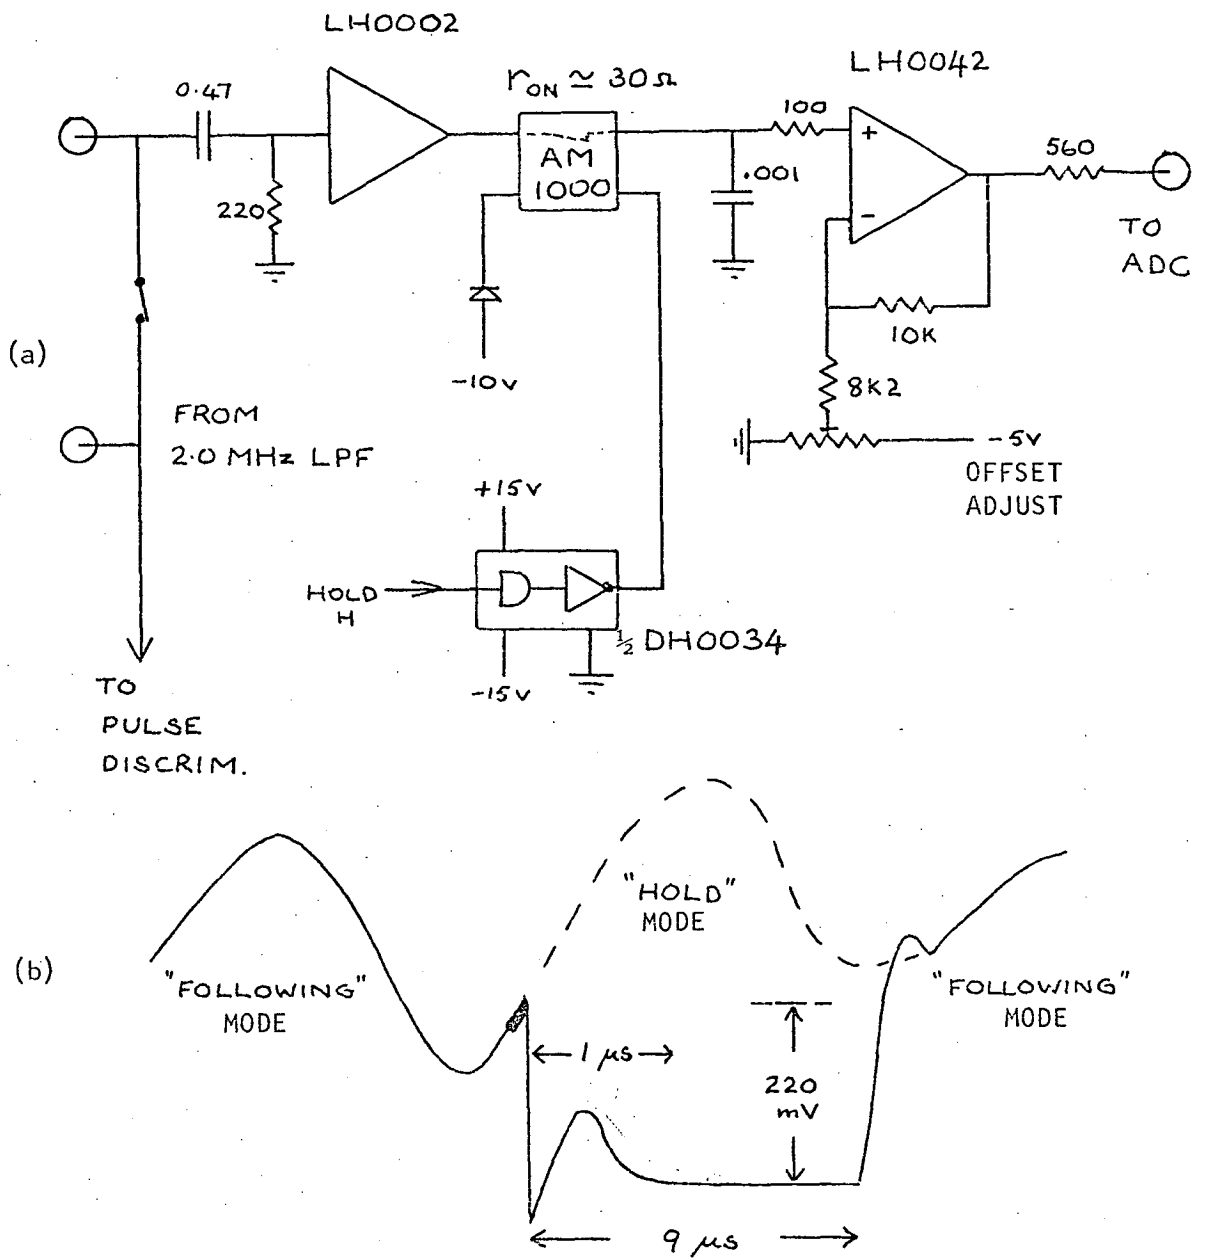 LH0002
LH0042
0.47
rON ≃ 30Ω
100
560
AM
1000
.001
220
TO
ADC
10K
-10V
8K2
(a)
FROM
2.0 MHz LPF
-5V
OFFSET
ADJUST
+15V
HOLD
H
½ DH0034
-15V
TO
PULSE
DISCRIM.
"HOLD"
MODE
(b)
"FOLLOWING"
MODE
"FOLLOWING"
MODE
1 μs
220
mV
9 μs